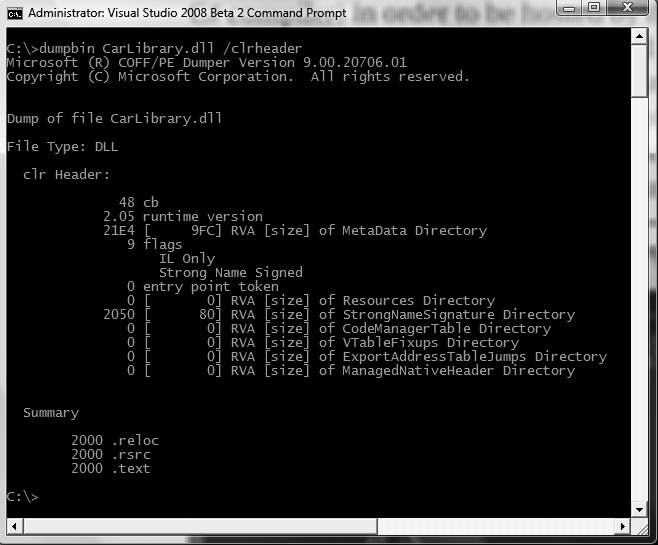 Administrator: Visual Studio 2008 Beta 2 Command Prompt
C:\>dumpbin CarLibrary.dll /clrheader
Microsoft (R) COFF/PE Dumper Version 9.00.20706.01
Copyright (C) Microsoft Corporation.  All rights reserved.
Dump of file CarLibrary.dll
File Type: DLL
clr Header:
48 cb
2.05 runtime version
21E4 [     9FC] RVA [size] of MetaData Directory
9 flags
IL Only
Strong Name Signed
0 entry point token
0 [       0] RVA [size] of Resources Directory
2050 [      80] RVA [size] of StrongNameSignature Directory
0 [       0] RVA [size] of CodeManagerTable Directory
0 [       0] RVA [size] of VTableFixups Directory
0 [       0] RVA [size] of ExportAddressTableJumps Directory
0 [       0] RVA [size] of ManagedNativeHeader Directory
Summary
2000 .reloc
2000 .rsrc
2000 .text
C:\>